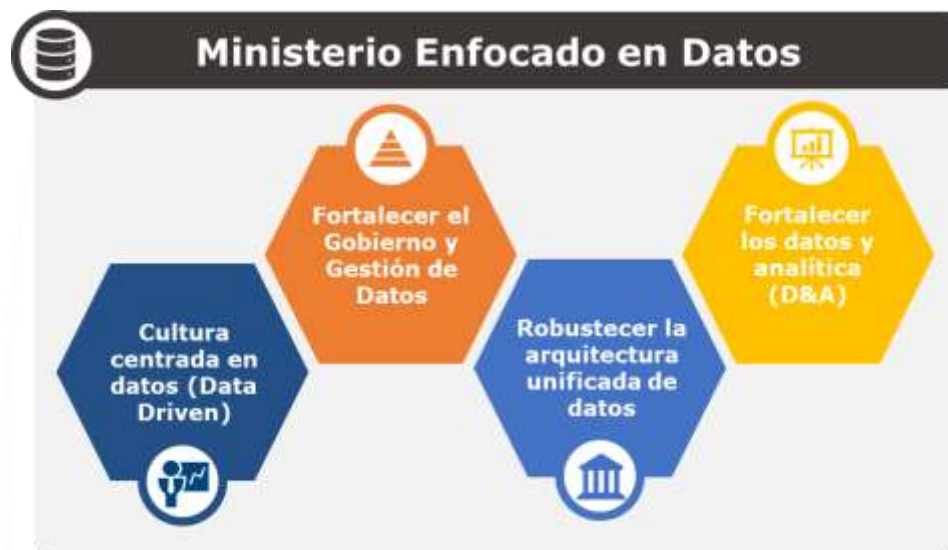 Ministerio Enfocado en Datos
Cultura
centrada en
datos (Data
Driven)
Fortalecer el
Gobierno y
Gestión de
Datos
Robustecer la
arquitectura
unificada de
datos
Fortalecer
los datos y
analítica
(D&A)